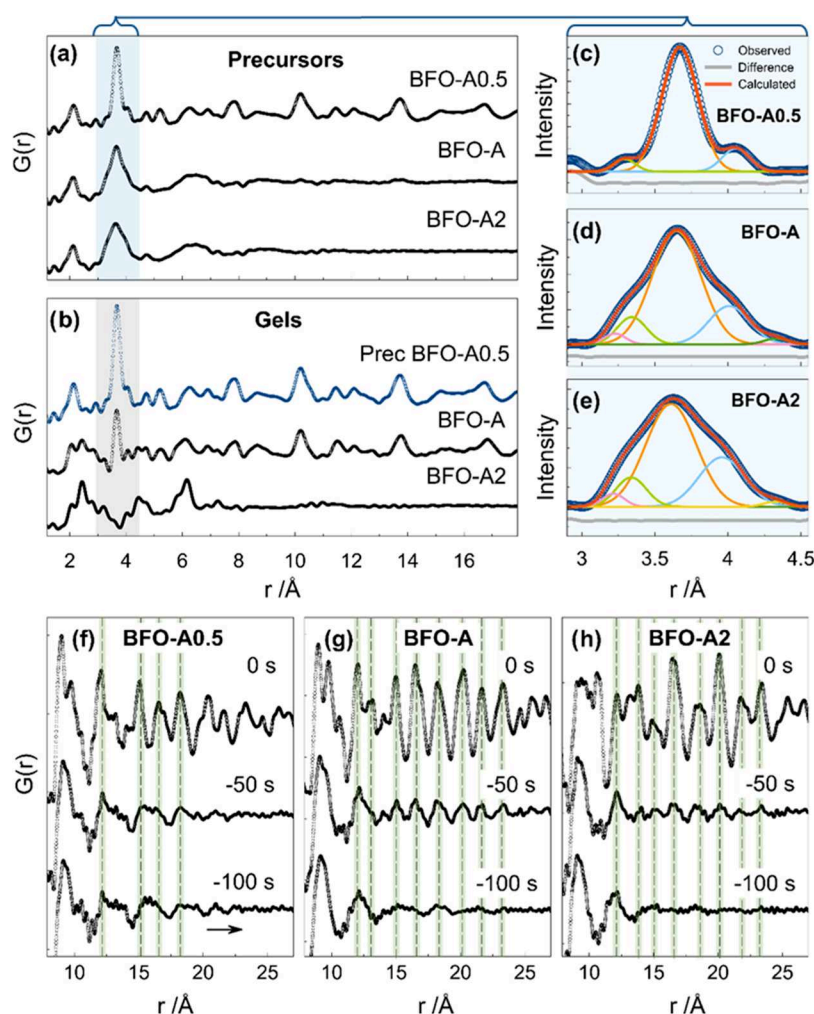 (a)
Precursors
BFO-A0.5
BFO-A
BFO-A2
G(r)
(b)
Gels
Prec BFO-A0.5
BFO-A
BFO-A2
G(r)
2 4 6 8 10 12 14 16
r /Å
(c)
Observed
Difference
Calculated
BFO-A0.5
Intensity
(d)
BFO-A
Intensity
(e)
BFO-A2
Intensity
3 3.5 4 4.5
r /Å
(f) BFO-A0.5
0 s
-50 s
-100 s
G(r)
10 15 20 25
r /Å
(g) BFO-A
0 s
-50 s
-100 s
10 15 20 25
r /Å
(h) BFO-A2
0 s
-50 s
-100 s
10 15 20 25
r /Å